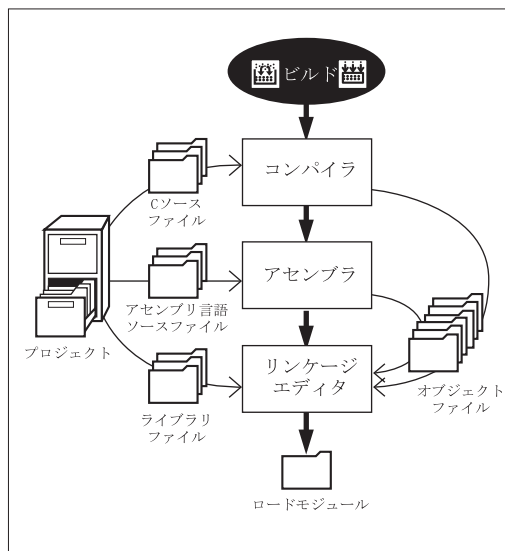 ビルド
コンパイラ
Cソース
ファイル
アセンブラ
アセンブリ言語
ソースファイル
プロジェクト
リンケージ
エディタ
オブジェクト
ファイル
ライブラリ
ファイル
ロードモジュール